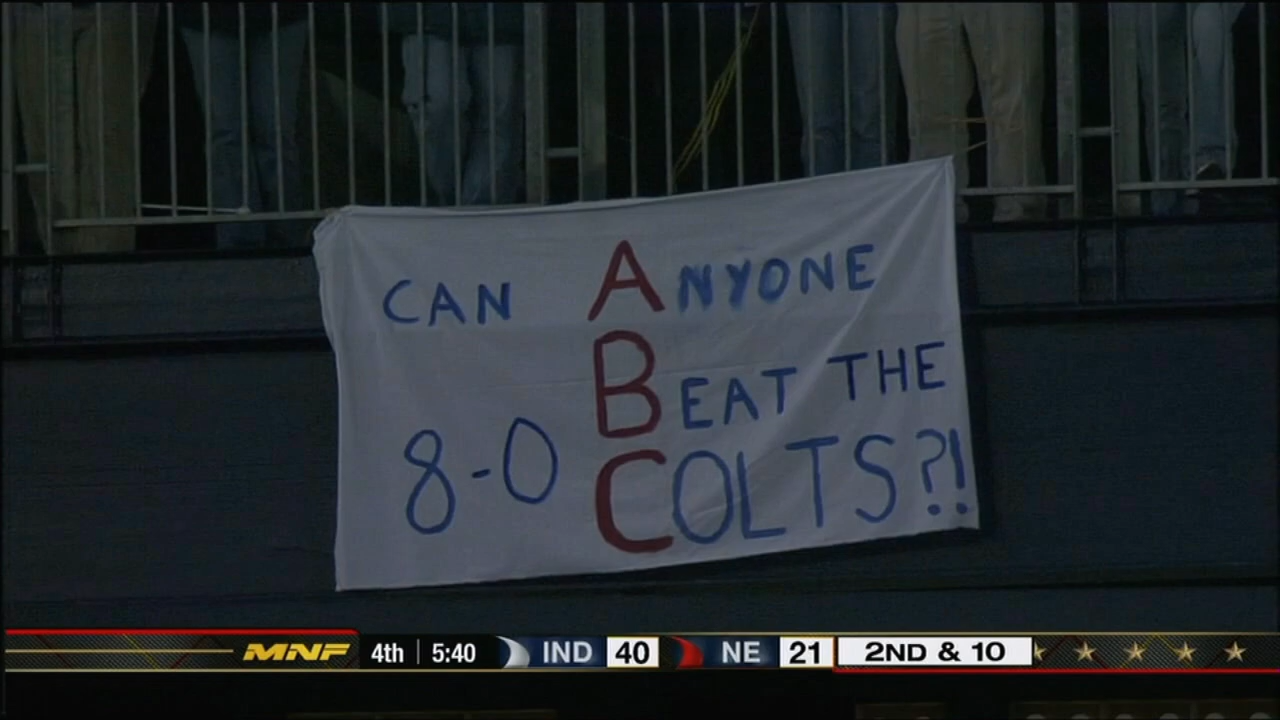 CAN ANYONE
BEAT THE
8-0 COLTS?!
MNF 4th 5:40 IND 40 NE 21 2ND & 10